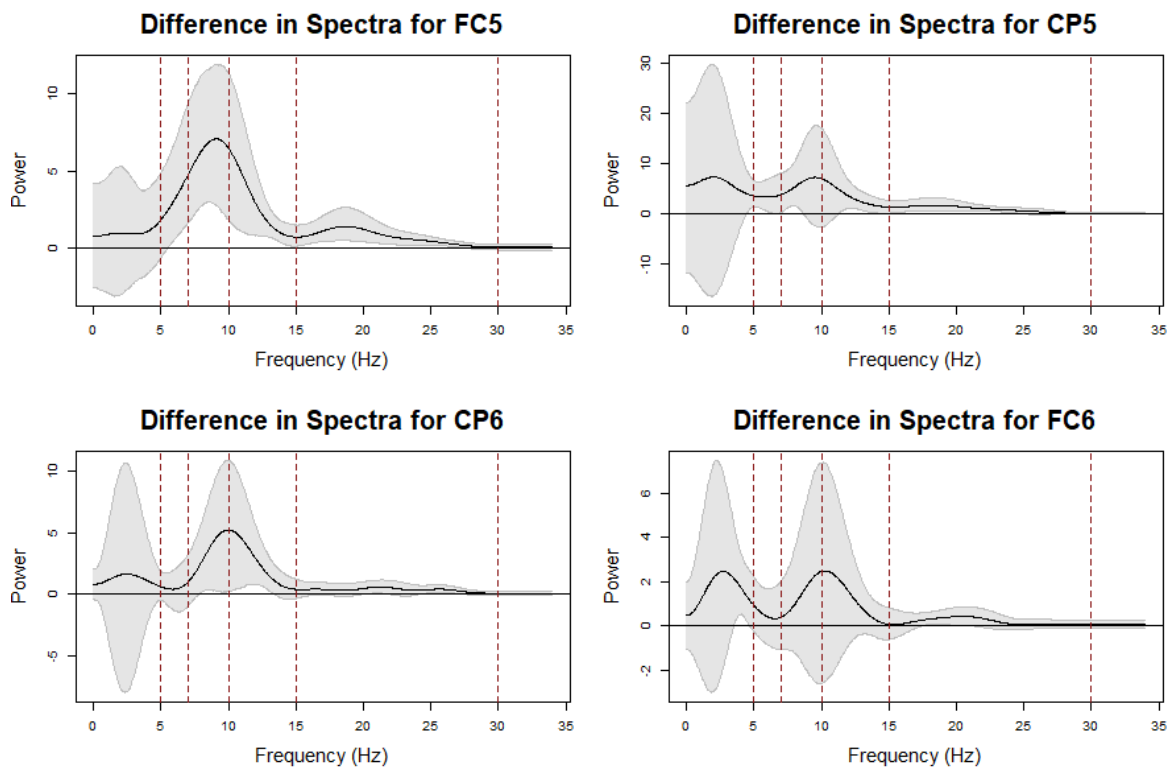 Difference in Spectra for FC5
Power
10
5
0
0 5 10 15 20 25 30 35
Frequency (Hz)
Difference in Spectra for CP5
Power
30
20
10
0
-10
0 5 10 15 20 25 30 35
Frequency (Hz)
Difference in Spectra for CP6
Power
10
5
0
-5
0 5 10 15 20 25 30 35
Frequency (Hz)
Difference in Spectra for FC6
Power
6
4
2
0
-2
0 5 10 15 20 25 30 35
Frequency (Hz)